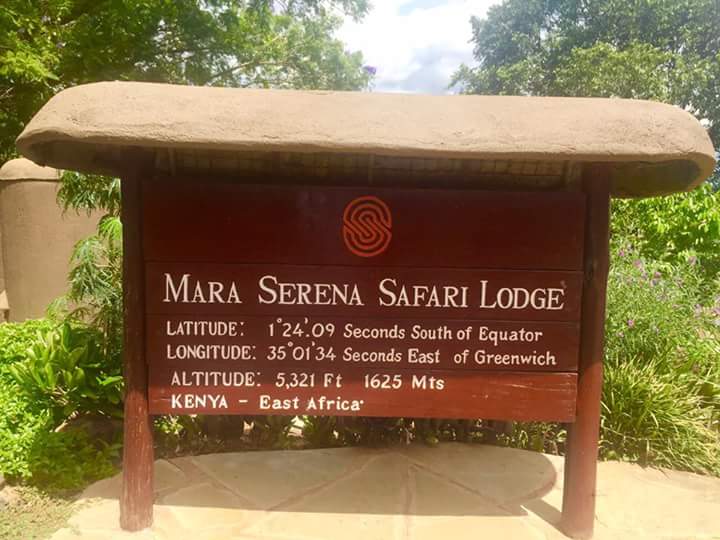 MARA SERENA SAFARI LODGE
LATITUDE: 1°24'.09 Seconds South of Equator
LONGITUDE: 35°01'34 Seconds East of Greenwich
ALTITUDE: 5,321 Ft 1625 Mts
KENYA - East Africa.